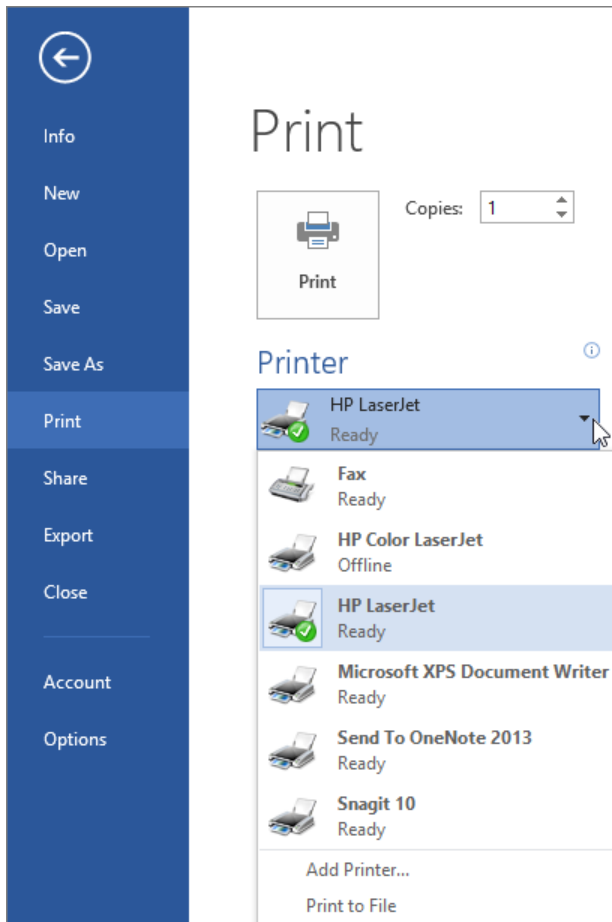 Info
New
Open
Save
Save As
Print
Share
Export
Close
Account
Options
Print
Copies: 1
Print
Printer
HP LaserJet
Ready
Fax
Ready
HP Color LaserJet
Offline
HP LaserJet
Ready
Microsoft XPS Document Writer
Ready
Send To OneNote 2013
Ready
Snagit 10
Ready
Add Printer...
Print to File